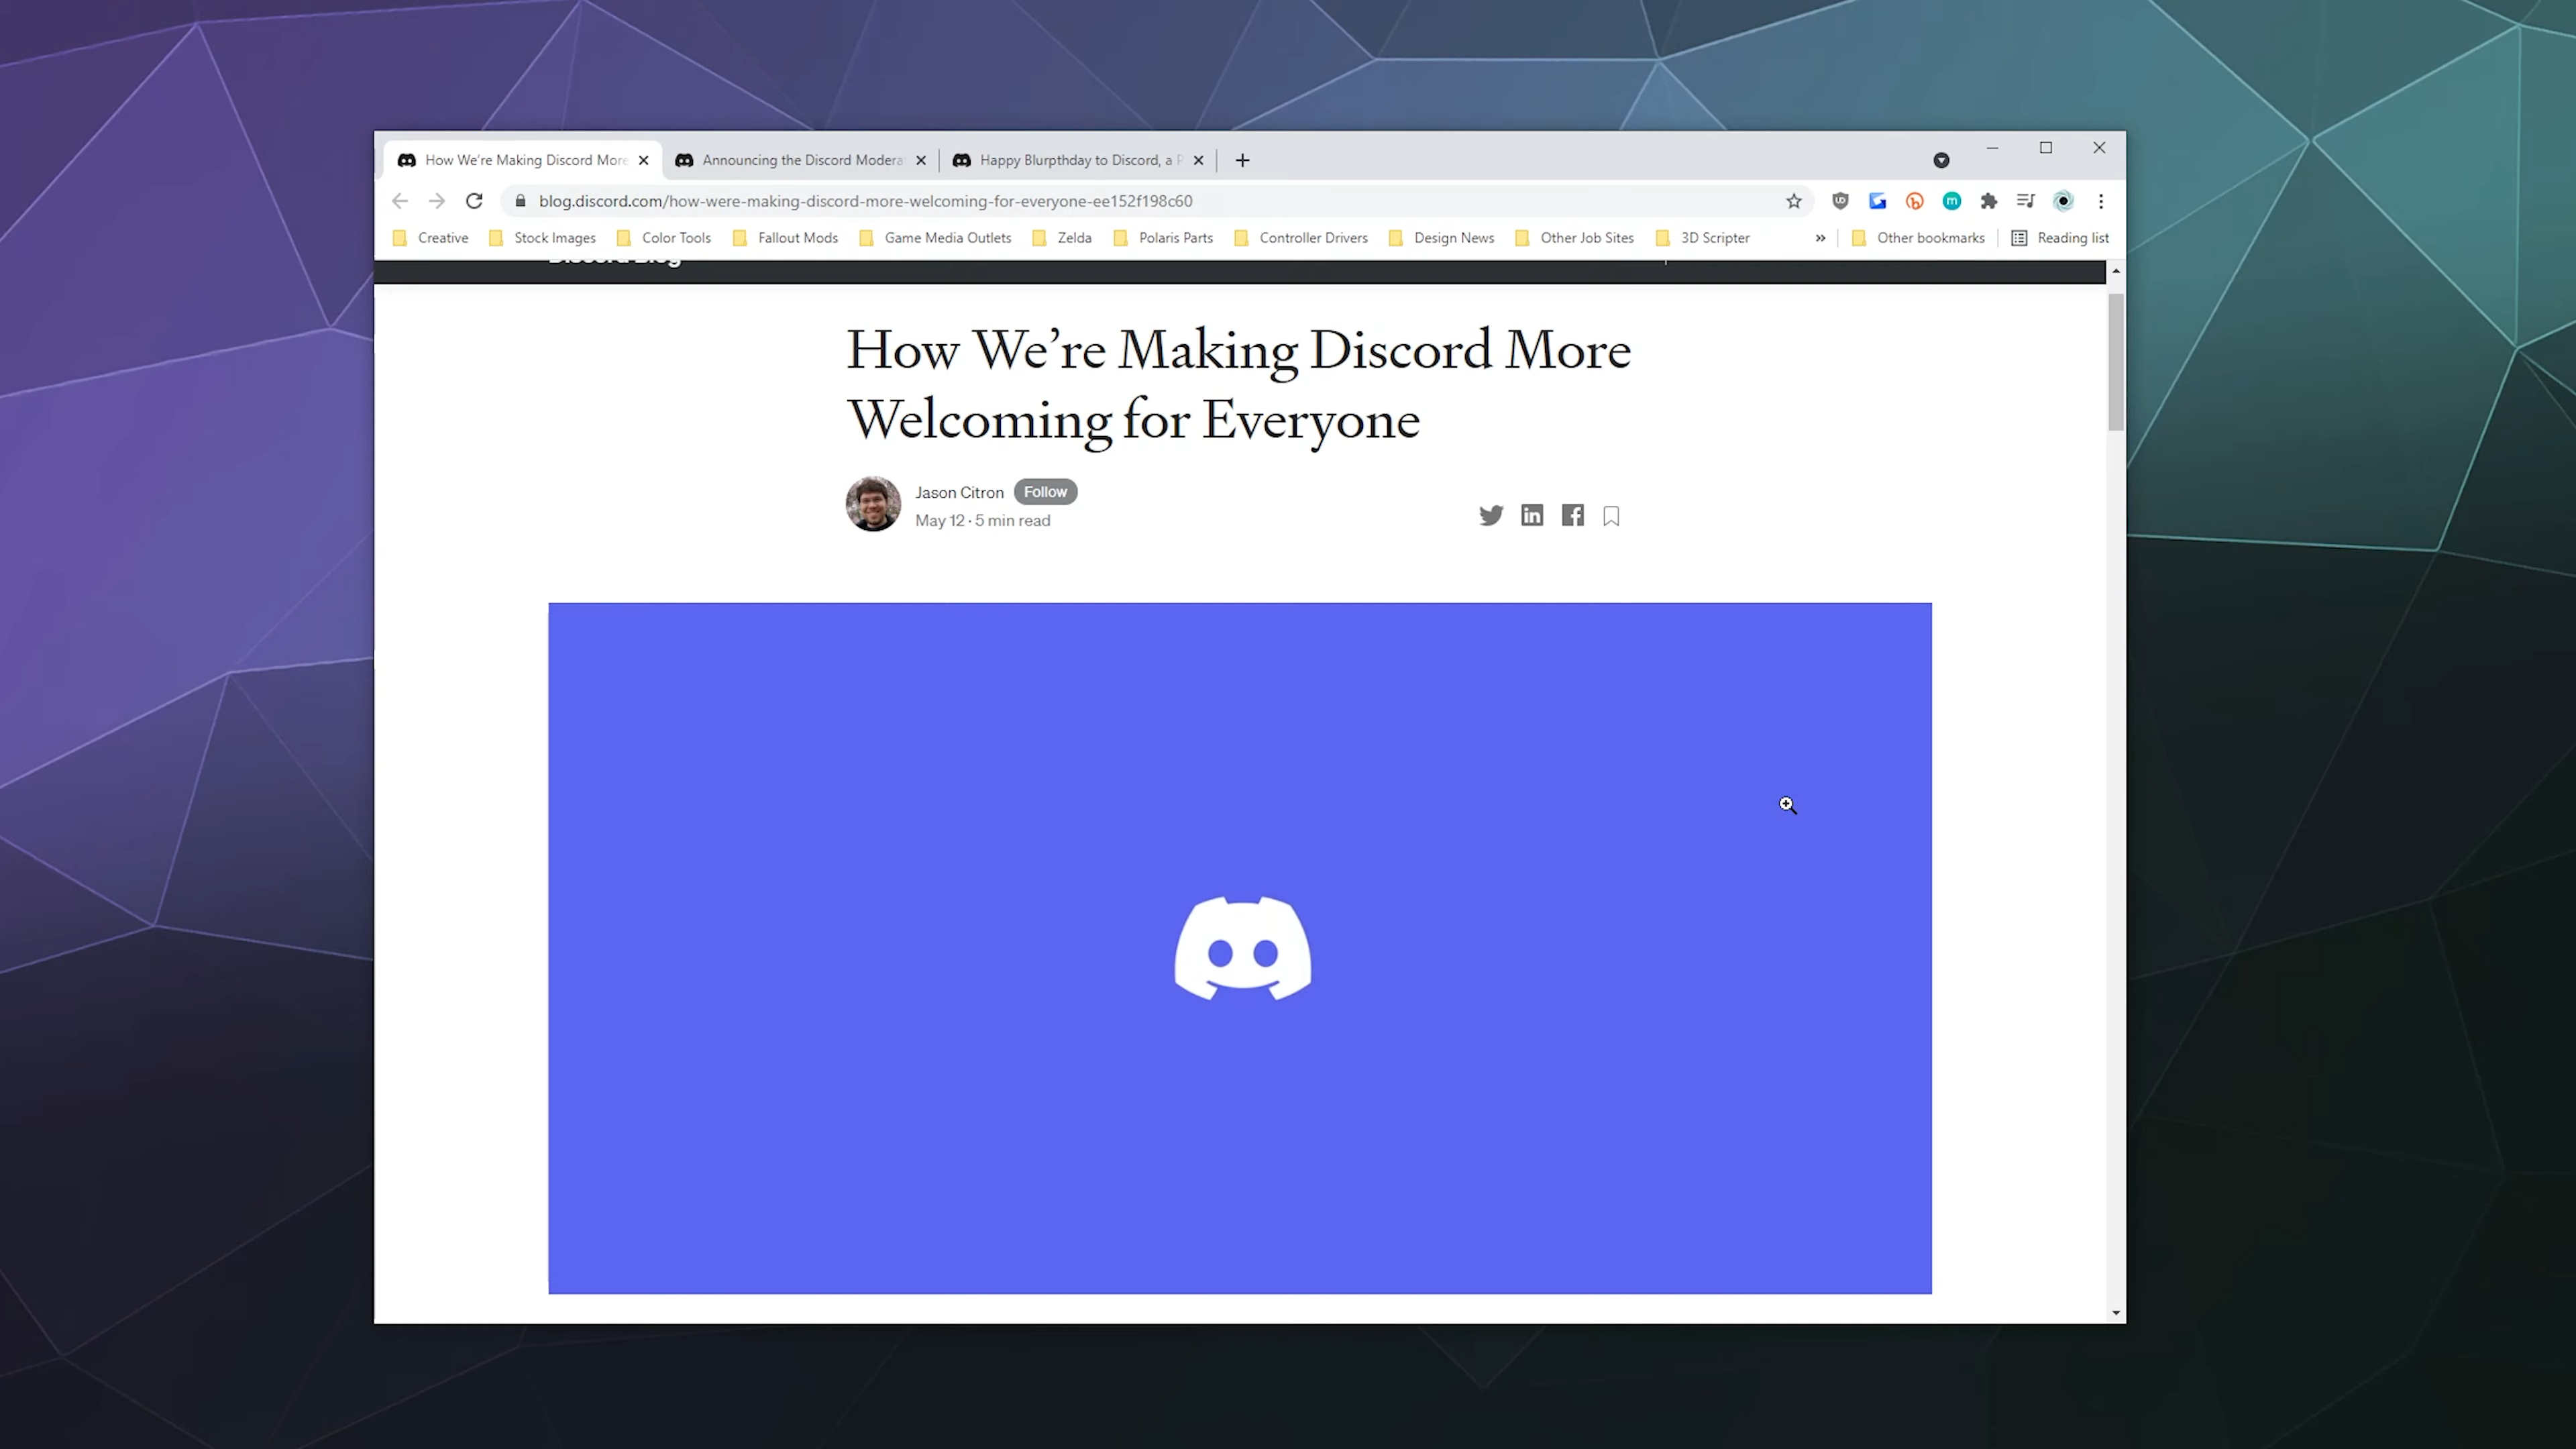 How We're Making Discord More
Announcing the Discord Modera
Happy Blurpthday to Discord, a P
blog.discord.com/how-were-making-discord-more-welcoming-for-everyone-ee152f198c60
Creative
Stock Images
Color Tools
Fallout Mods
Game Media Outlets
Zelda
Polaris Parts
Controller Drivers
Design News
Other Job Sites
3D Scripter
»
Other bookmarks
Reading list
Discord Blog
How We’re Making Discord More
Welcoming for Everyone
Jason Citron
Follow
May 12 · 5 min read